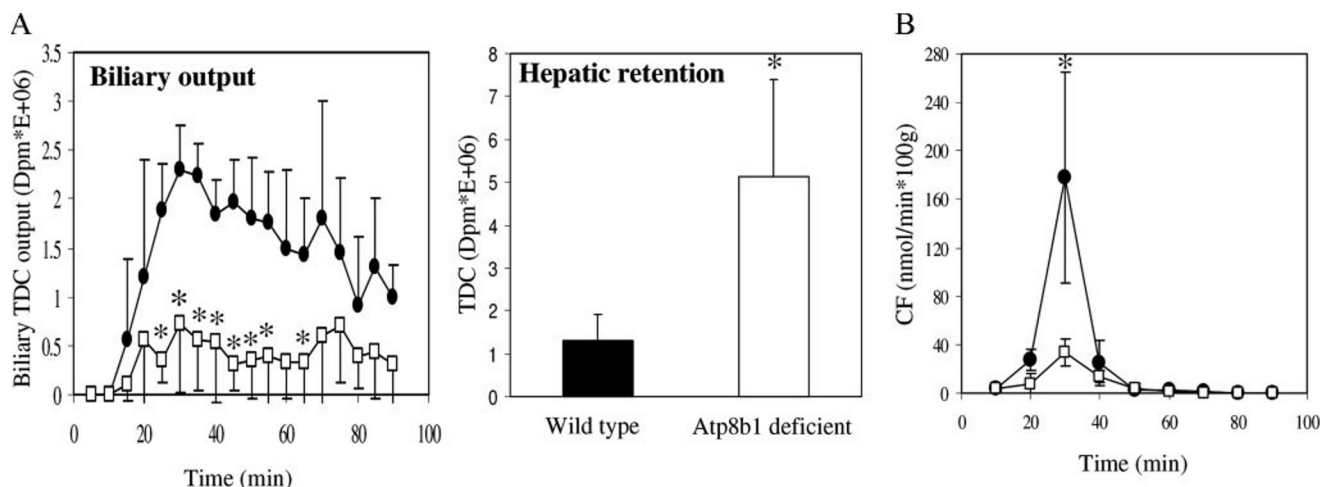 A
B
Biliary output
Biliary TDC output (Dpm*E+06)
3.5
3
2.5
2
1.5
1
0.5
0
* * * * * * * *
0 20 40 60 80 100
Time (min)
Hepatic retention
TDC (Dpm*E+06)
8
7
6
5
4
3
2
1
0
*
Wild type Atp8b1 deficient
CF (nmol/min*100g)
280
240
200
160
120
80
40
0
*
0 20 40 60 80 100
Time (min)